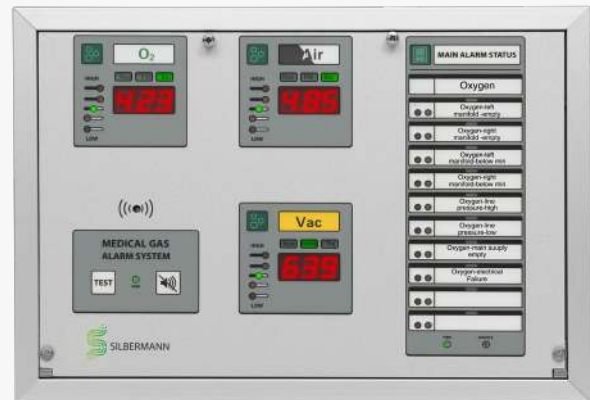 O₂
HIGH
423
LOW
Air
HIGH
485
LOW
Vac
HIGH
639
LOW
MEDICAL GAS
ALARM SYSTEM
TEST
SILBERMANN
MAIN ALARM STATUS
Oxygen
Oxygen-left
manifold -empty
Oxygen-right
manifold -empty
Oxygen-left
manifold-below min
Oxygen-right
manifold-below min
Oxygen-line
pressure-high
Oxygen-line
pressure-low
Oxygen-main supply
empty
Oxygen-electrical
Failure